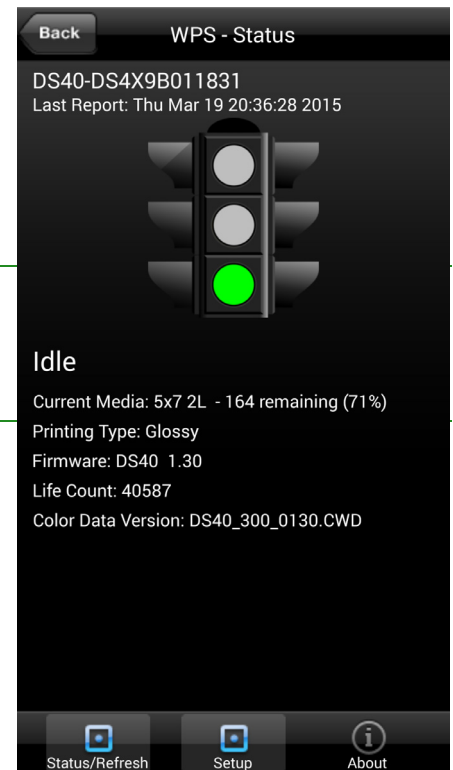 Back
WPS - Status
DS40-DS4X9B011831
Last Report: Thu Mar 19 20:36:28 2015
Idle
Current Media: 5x7 2L  - 164 remaining (71%)
Printing Type: Glossy
Firmware: DS40  1.30
Life Count: 40587
Color Data Version: DS40_300_0130.CWD
Status/Refresh
Setup
About